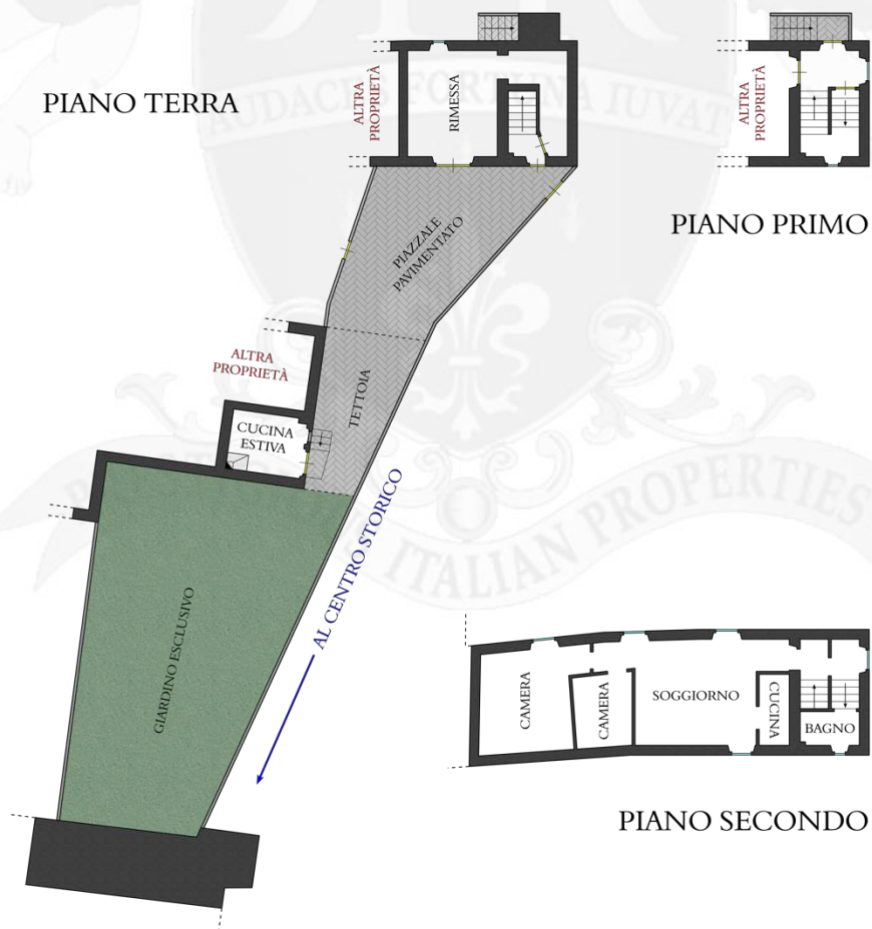 PIANO TERRA
ALTRA
PROPRIETÀ
RIMESSA
ALTRA
PROPRIETÀ
PIANO PRIMO
PIAZZALE
PAVIMENTATO
ALTRA
PROPRIETÀ
TETTOIA
CUCINA
ESTIVA
AL CENTRO STORICO
GIARDINO ESCLUSIVO
CAMERA
CAMERA
SOGGIORNO
CUCINA
BAGNO
PIANO SECONDO
AUDACES FORTUNA IUVAT
ITALIAN PROPERTIES